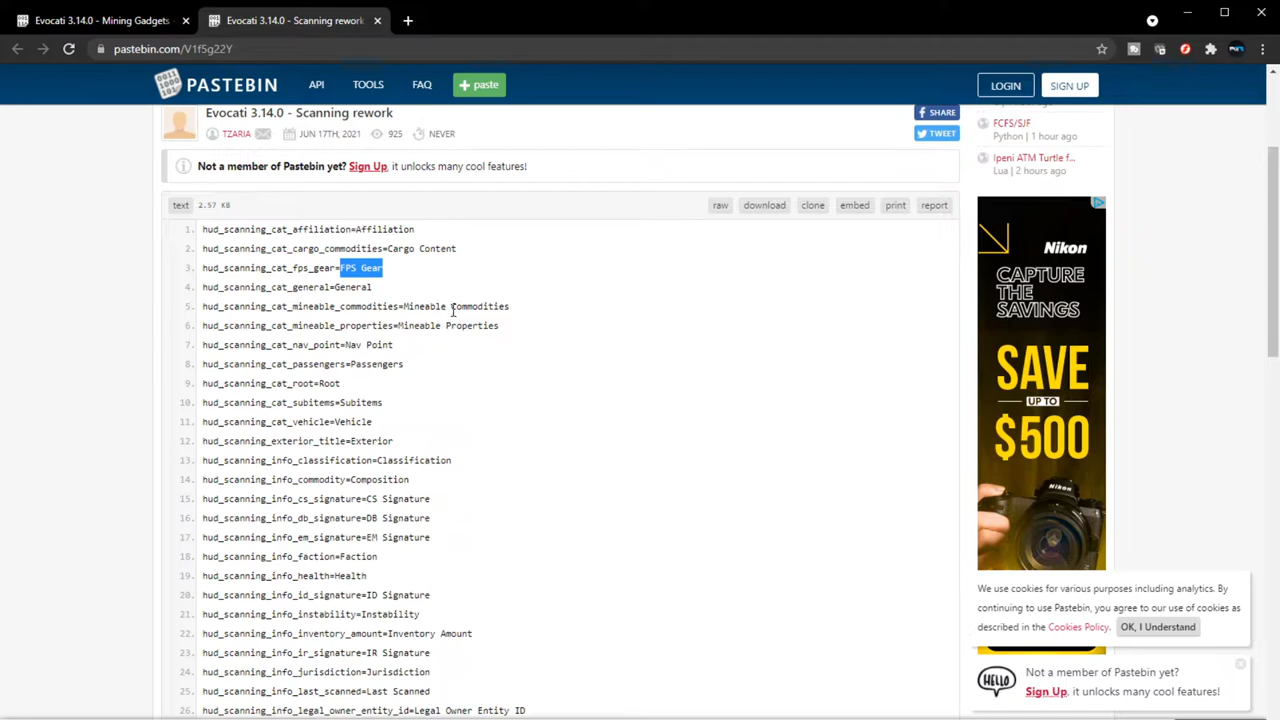 Evocati 3.14.0 - Mining Gadgets
Evocati 3.14.0 - Scanning rework
pastebin.com/V1f5g22Y
PASTEBIN
API
TOOLS
FAQ
+ paste
LOGIN
SIGN UP
Evocati 3.14.0 - Scanning rework
TZARIA
JUN 17TH, 2021
925
NEVER
SHARE
TWEET
FCFS/SJF
Python | 1 hour ago
Ipeni ATM Turtle f...
Lua | 2 hours ago
Not a member of Pastebin yet? Sign Up, it unlocks many cool features!
text 2.57 KB
raw
download
clone
embed
print
report
1. hud_scanning_cat_affiliation=Affiliation
2. hud_scanning_cat_cargo_commodities=Cargo Content
3. hud_scanning_cat_fps_gear=FPS Gear
4. hud_scanning_cat_general=General
5. hud_scanning_cat_mineable_commodities=Mineable Commodities
6. hud_scanning_cat_mineable_properties=Mineable Properties
7. hud_scanning_cat_nav_point=Nav Point
8. hud_scanning_cat_passengers=Passengers
9. hud_scanning_cat_root=Root
10. hud_scanning_cat_subitems=Subitems
11. hud_scanning_cat_vehicle=Vehicle
12. hud_scanning_exterior_title=Exterior
13. hud_scanning_info_classification=Classification
14. hud_scanning_info_commodity=Composition
15. hud_scanning_info_cs_signature=CS Signature
16. hud_scanning_info_db_signature=DB Signature
17. hud_scanning_info_em_signature=EM Signature
18. hud_scanning_info_faction=Faction
19. hud_scanning_info_health=Health
20. hud_scanning_info_id_signature=ID Signature
21. hud_scanning_info_instability=Instability
22. hud_scanning_info_inventory_amount=Inventory Amount
23. hud_scanning_info_ir_signature=IR Signature
24. hud_scanning_info_jurisdiction=Jurisdiction
25. hud_scanning_info_last_scanned=Last Scanned
26. hud_scanning_info_legal_owner_entity_id=Legal Owner Entity ID
Nikon
CAPTURE
THE
SAVINGS
SAVE
UP TO
$500
Nikon
We use cookies for various purposes including analytics. By
continuing to use Pastebin, you agree to our use of cookies as
described in the Cookies Policy. OK, I Understand
HELLO
Not a member of Pastebin yet?
Sign Up, it unlocks many cool features!